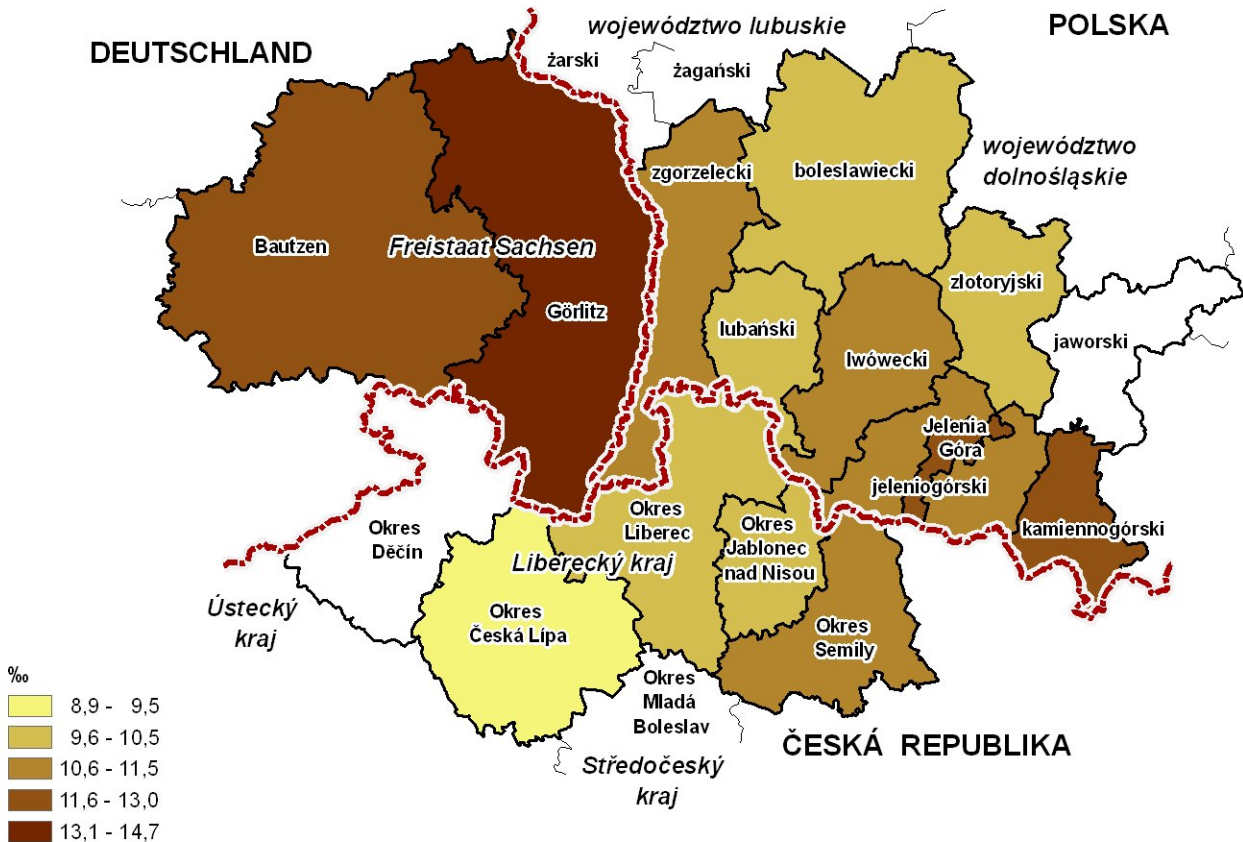 DEUTSCHLAND
województwo lubuskie
POLSKA
żarski
żagański
województwo
dolnośląskie
zgorzelecki
boleslawiecki
Bautzen
Freistaat Sachsen
Görlitz
zlotoryjski
lubański
lwówecki
jaworski
Jelenia
Góra
jeleniogórski
kamiennogórski
Okres
Děčín
Okres
Liberec
Okres
Jablonec
nad Nisou
Liberecký kraj
Ústecký
kraj
Okres
Česká Lípa
Okres
Semily
Okres
Mladá
Boleslav
ČESKÁ REPUBLIKA
Středočeský
kraj
‰
8,9 - 9,5
9,6 - 10,5
10,6 - 11,5
11,6 - 13,0
13,1 - 14,7